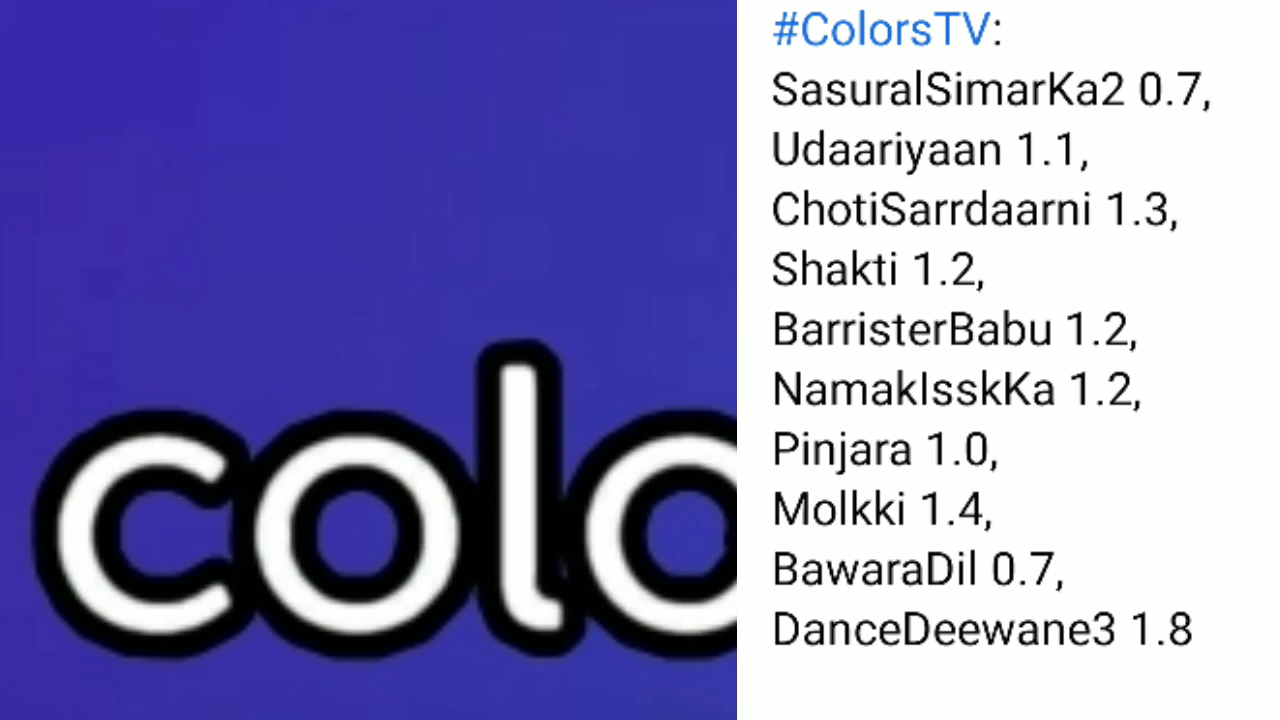 colo
#ColorsTV:
SasuralSimarKa2 0.7,
Udaariyaan 1.1,
ChotiSarrdaarni 1.3,
Shakti 1.2,
BarristerBabu 1.2,
NamakIsskKa 1.2,
Pinjara 1.0,
Molkki 1.4,
BawaraDil 0.7,
DanceDeewane3 1.8